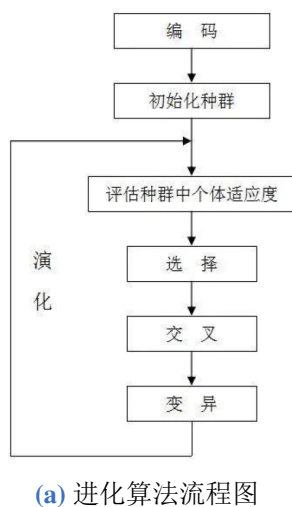 编 码
初始化种群
评估种群中个体适应度
演
化
选 择
交 叉
变 异
(a) 进化算法流程图